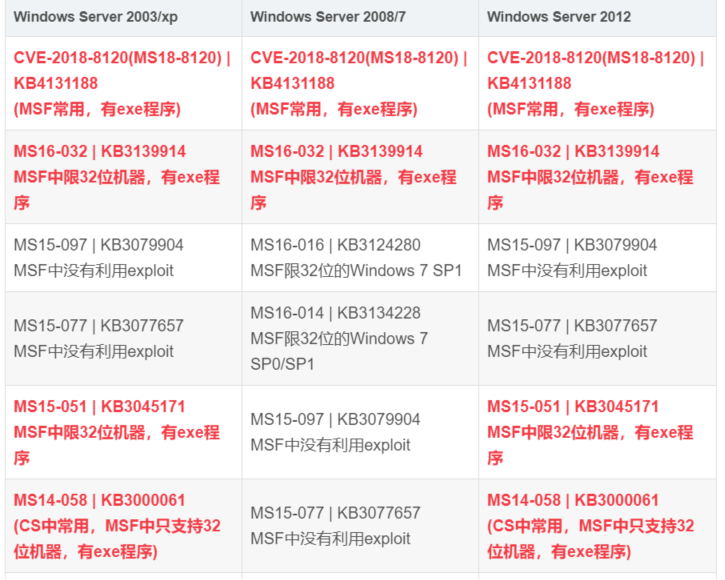 Windows Server 2003/xp
Windows Server 2008/7
Windows Server 2012
CVE-2018-8120(MS18-8120) |
KB4131188
(MSF常用，有exe程序)
CVE-2018-8120(MS18-8120) |
KB4131188
(MSF常用，有exe程序)
CVE-2018-8120(MS18-8120) |
KB4131188
(MSF常用，有exe程序)
MS16-032 | KB3139914
MSF中限32位机器，有exe程
序
MS16-032 | KB3139914
MSF中限32位机器，有exe程
序
MS16-032 | KB3139914
MSF中限32位机器，有exe程
序
MS15-097 | KB3079904
MSF中没有利用exploit
MS16-016 | KB3124280
MSF限32位的Windows 7 SP1
MS15-097 | KB3079904
MSF中没有利用exploit
MS15-077 | KB3077657
MSF中没有利用exploit
MS16-014 | KB3134228
MSF限32位的Windows 7
SP0/SP1
MS15-077 | KB3077657
MSF中没有利用exploit
MS15-051 | KB3045171
MSF中限32位机器，有exe程
序
MS15-097 | KB3079904
MSF中没有利用exploit
MS15-051 | KB3045171
MSF中限32位机器，有exe程
序
MS14-058 | KB3000061
(CS中常用，MSF中只支持32
位机器，有exe程序)
MS15-077 | KB3077657
MSF中没有利用exploit
MS14-058 | KB3000061
(CS中常用，MSF中只支持32
位机器，有exe程序)